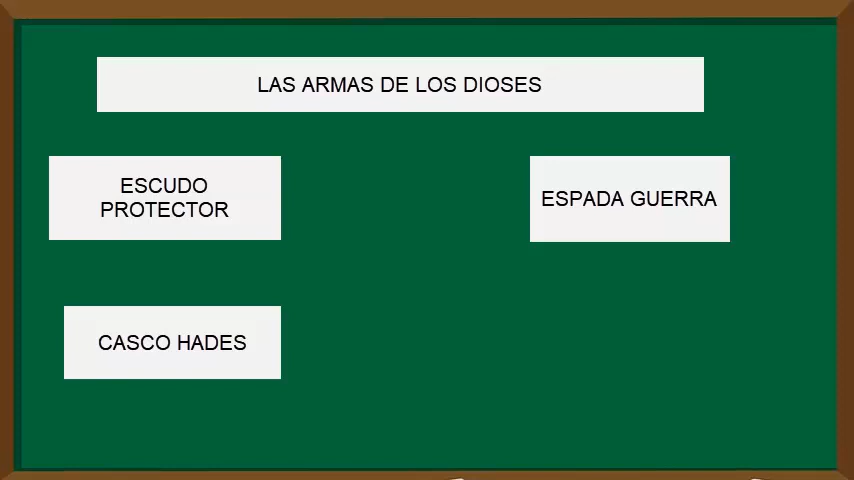 LAS ARMAS DE LOS DIOSES
ESCUDO
PROTECTOR
ESPADA GUERRA
CASCO HADES